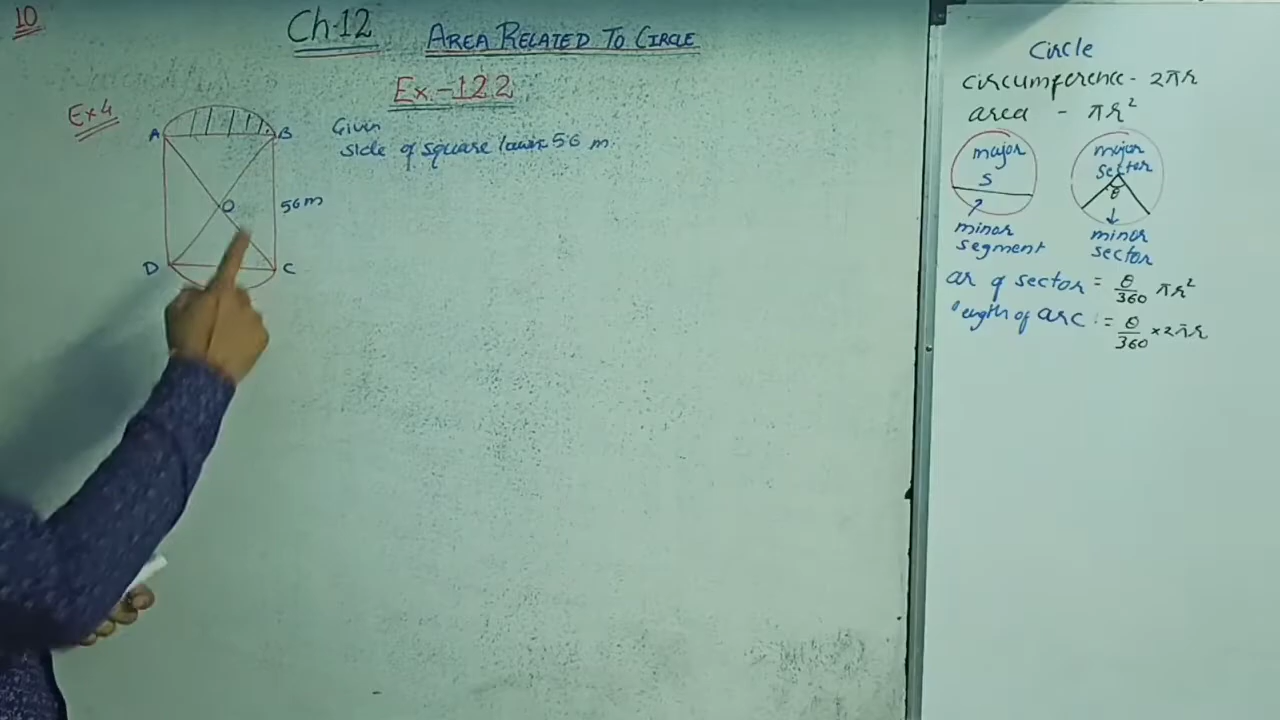 10
Ch-12 AREA RELATED TO CIRCLE
Ex.-12.2
Ex4
A
B
O
56m
D
C
Given
side of square lawn 56 m.
Circle
circumference - 2πr
area - πr²
major
S
minor
segment
major
sector
θ
minor
sector
ar of sector = θ/360 πr²
length of arc = θ/360 × 2πr